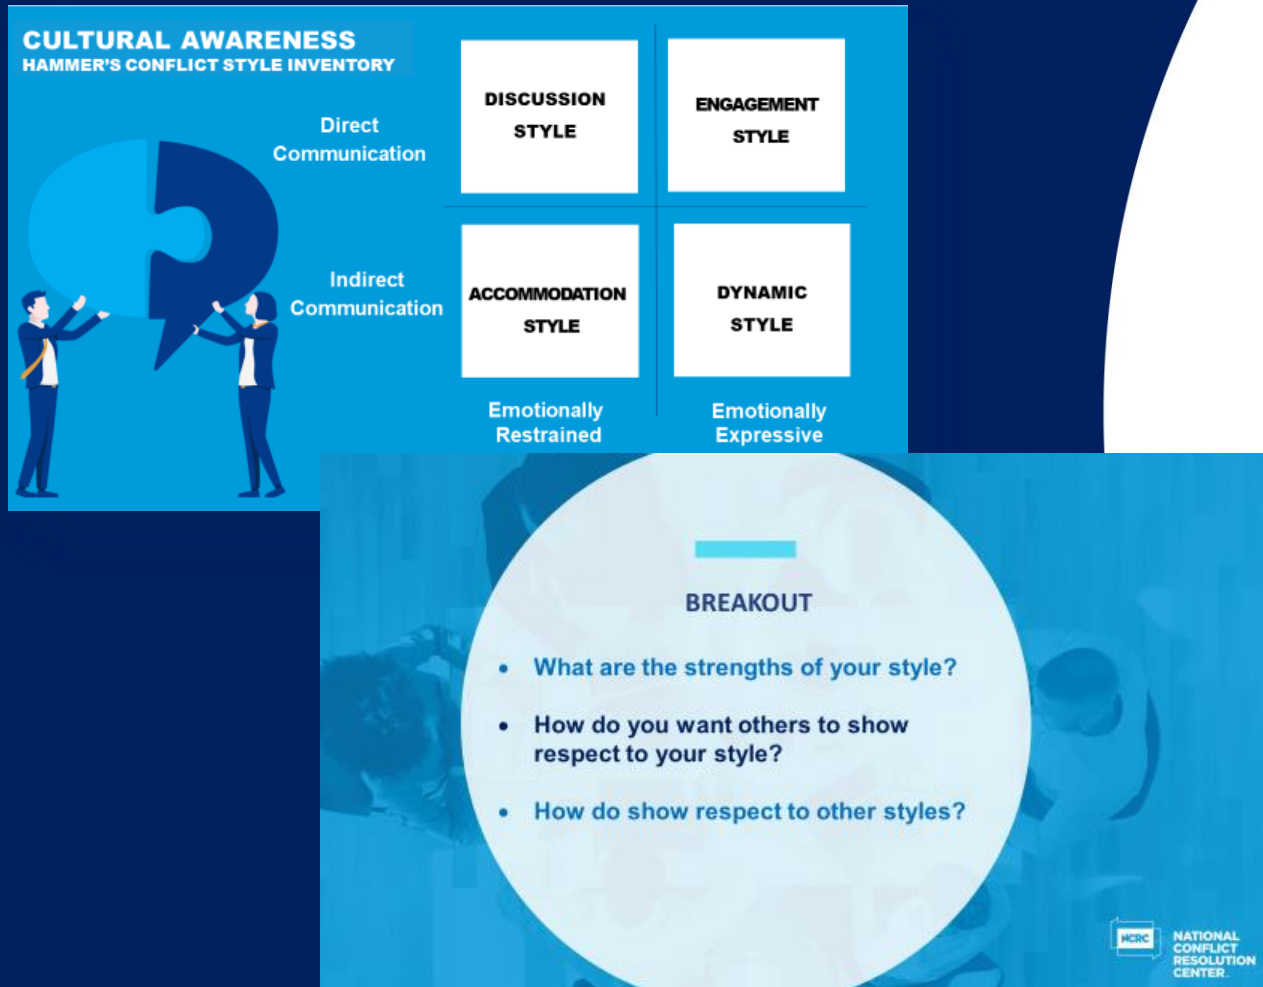 CULTURAL AWARENESS
HAMMER'S CONFLICT STYLE INVENTORY
Direct
Communication
DISCUSSION
STYLE
ENGAGEMENT
STYLE
Indirect
Communication
ACCOMMODATION
STYLE
DYNAMIC
STYLE
Emotionally
Restrained
Emotionally
Expressive
BREAKOUT
• What are the strengths of your style?
• How do you want others to show
respect to your style?
• How do show respect to other styles?
NCRC
NATIONAL
CONFLICT
RESOLUTION
CENTER.